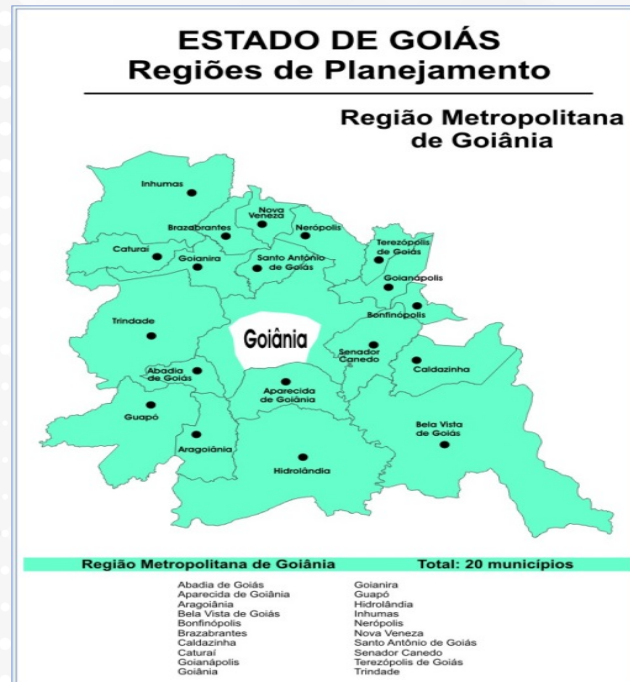 ESTADO DE GOIÁS
Regiões de Planejamento
Região Metropolitana
de Goiânia
Inhumas
Nova
Veneza
Brazabrantes
Nerópolis
Caturaí
Goianira
Santo Antônio
de Goiás
Terezópolis
de Goiás
Goianápolis
Bonfinópolis
Trindade
Goiânia
Senador
Canedo
Caldazinha
Abadia
de Goiás
Aparecida
de Goiânia
Guapó
Aragoiânia
Bela Vista
de Goiás
Hidrolândia
Região Metropolitana de Goiânia Total: 20 municípios
Abadia de Goiás
Aparecida de Goiânia
Aragoiânia
Bela Vista de Goiás
Bonfinópolis
Brazabrantes
Caldazinha
Caturaí
Goianápolis
Goiânia
Goianira
Guapó
Hidrolândia
Inhumas
Nerópolis
Nova Veneza
Santo Antônio de Goiás
Senador Canedo
Terezópolis de Goiás
Trindade